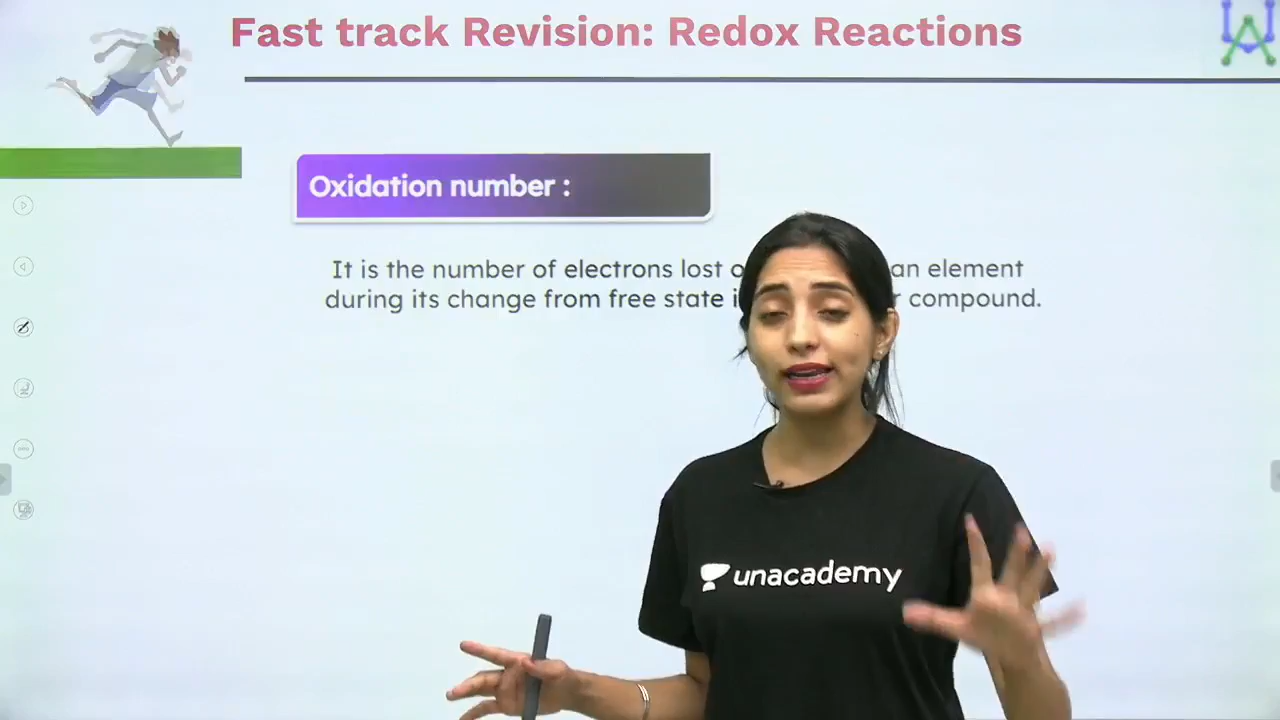 Fast track Revision: Redox Reactions
Oxidation number :
It is the number of electrons lost an element
during its change from free state compound.
unacademy